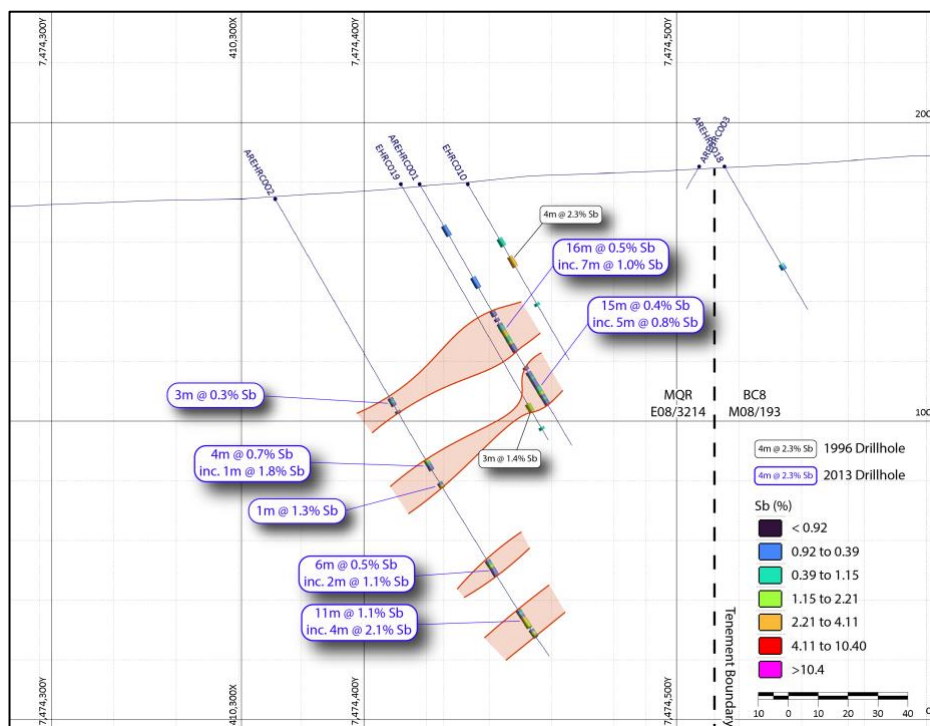 7,474,300Y
410,300X
7,474,400Y
7,474,500Y
200
AREHRC002
EHRC019
AREHRC001
EHRC010
AREHRC018
AREHRC003
4m @ 2.3% Sb
16m @ 0.5% Sb
inc. 7m @ 1.0% Sb
15m @ 0.4% Sb
inc. 5m @ 0.8% Sb
3m @ 0.3% Sb
MQR
E08/3214
BC8
M08/193
100
4m @ 0.7% Sb
inc. 1m @ 1.8% Sb
3m @ 1.4% Sb
1m @ 1.3% Sb
6m @ 0.5% Sb
inc. 2m @ 1.1% Sb
11m @ 1.1% Sb
inc. 4m @ 2.1% Sb
4m @ 2.3% Sb 1996 Drillhole
4m @ 2.3% Sb 2013 Drillhole
Sb (%)
< 0.92
0.92 to 0.39
0.39 to 1.15
1.15 to 2.21
2.21 to 4.11
4.11 to 10.40
>10.4
Tenement Boundary
10 0 10 20 30 40
0
7,474,300Y
410,300X
7,474,400Y
7,474,500Y